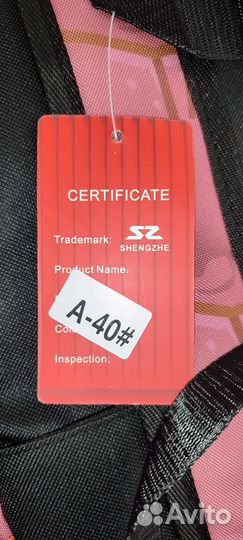 CERTIFICATE
Trademark: SZ
SHENGZHE
Product Name:
A-40#
Inspection:
Avito